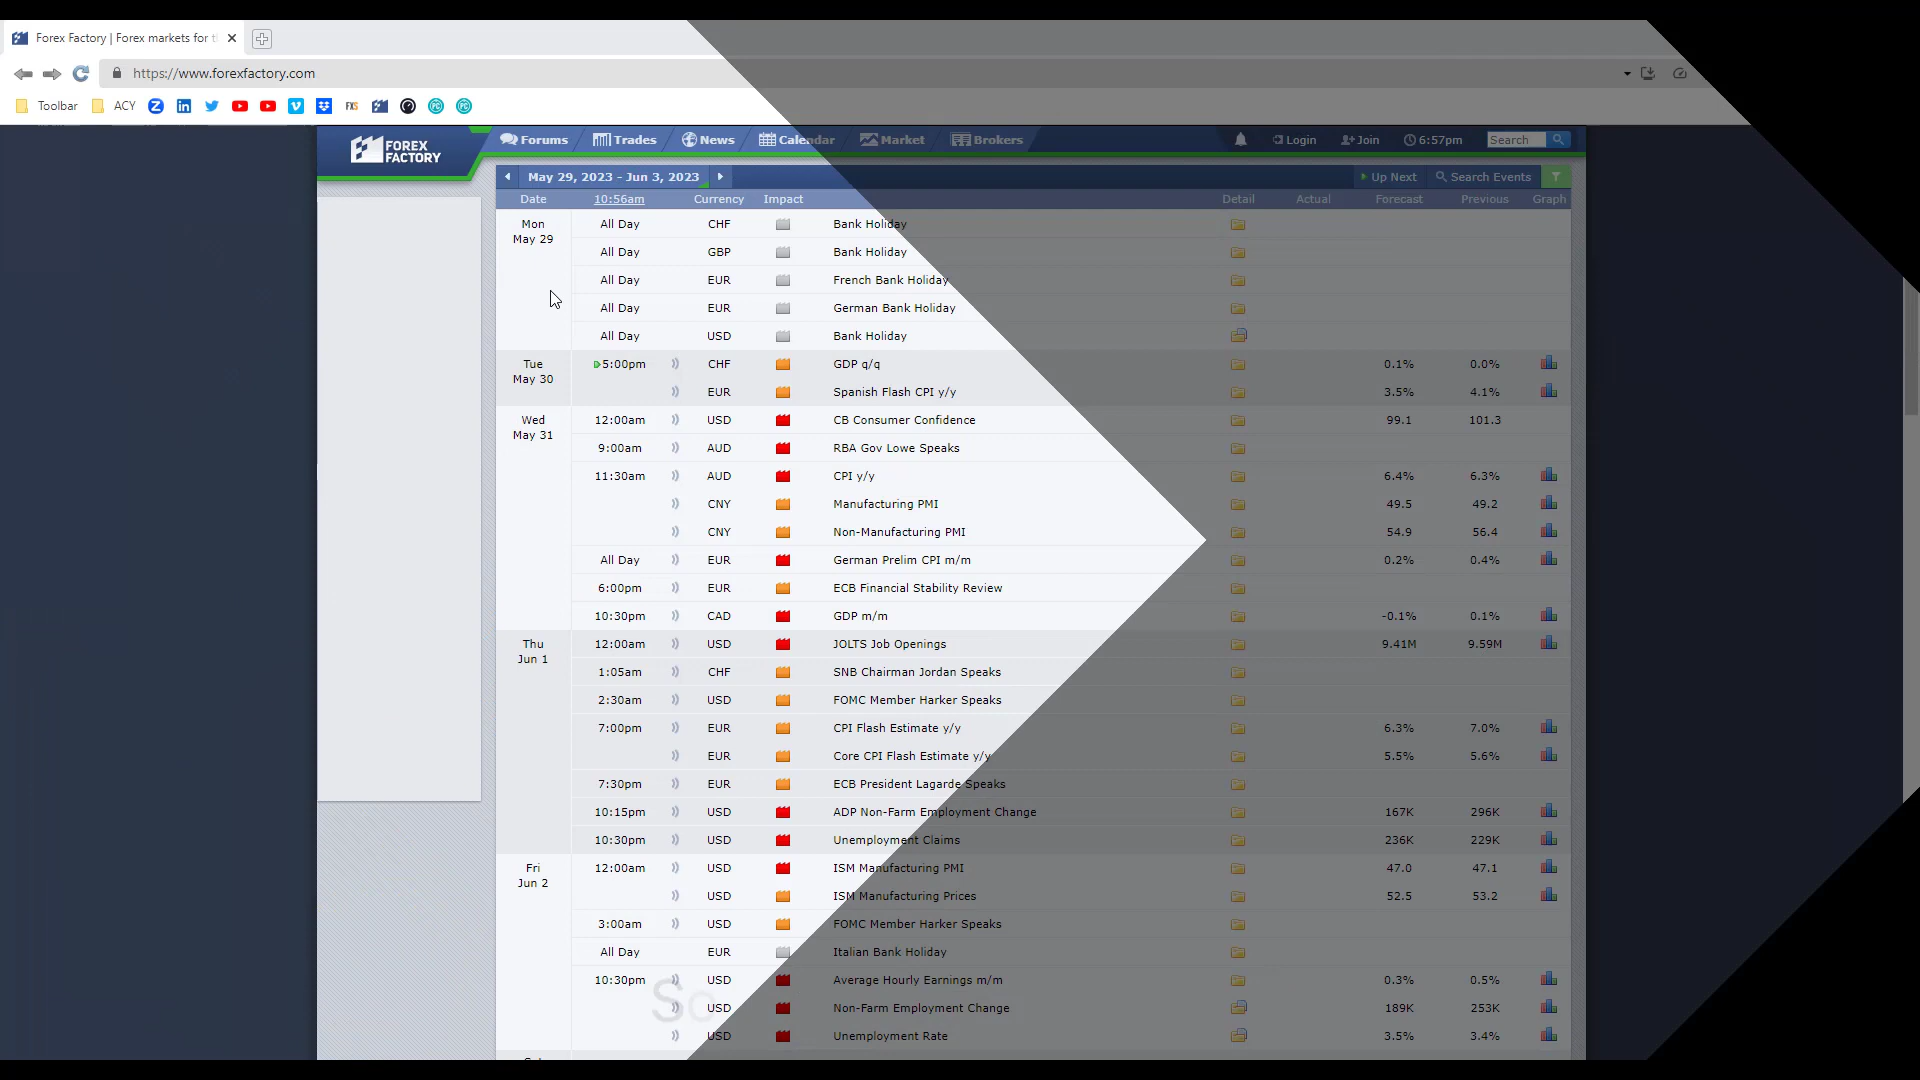 Forex Factory | Forex markets for t
https://www.forexfactory.com
Toolbar ACY FXS
FOREX FACTORY
Forums Trades News Calendar Market Brokers Login Join 6:57pm Search
May 29, 2023 - Jun 3, 2023 Up Next Search Events
Date 10:56am Currency Impact Detail Actual Forecast Previous Graph
Mon May 29 All Day CHF Bank Holiday
All Day GBP Bank Holiday
All Day EUR French Bank Holiday
All Day EUR German Bank Holiday
All Day USD Bank Holiday
Tue May 30 5:00pm CHF GDP q/q 0.1% 0.0%
EUR Spanish Flash CPI y/y 3.5% 4.1%
Wed May 31 12:00am USD CB Consumer Confidence 99.1 101.3
9:00am AUD RBA Gov Lowe Speaks
11:30am AUD CPI y/y 6.4% 6.3%
CNY Manufacturing PMI 49.5 49.2
CNY Non-Manufacturing PMI 54.9 56.4
All Day EUR German Prelim CPI m/m 0.2% 0.4%
6:00pm EUR ECB Financial Stability Review
10:30pm CAD GDP m/m -0.1% 0.1%
Thu Jun 1 12:00am USD JOLTS Job Openings 9.41M 9.59M
1:05am CHF SNB Chairman Jordan Speaks
2:30am USD FOMC Member Harker Speaks
7:00pm EUR CPI Flash Estimate y/y 6.3% 7.0%
EUR Core CPI Flash Estimate y/y 5.5% 5.6%
7:30pm EUR ECB President Lagarde Speaks
10:15pm USD ADP Non-Farm Employment Change 167K 296K
10:30pm USD Unemployment Claims 236K 229K
Fri Jun 2 12:00am USD ISM Manufacturing PMI 47.0 47.1
USD ISM Manufacturing Prices 52.5 53.2
3:00am USD FOMC Member Harker Speaks
All Day EUR Italian Bank Holiday
10:30pm USD Average Hourly Earnings m/m 0.3% 0.5%
USD Non-Farm Employment Change 189K 253K
USD Unemployment Rate 3.5% 3.4%